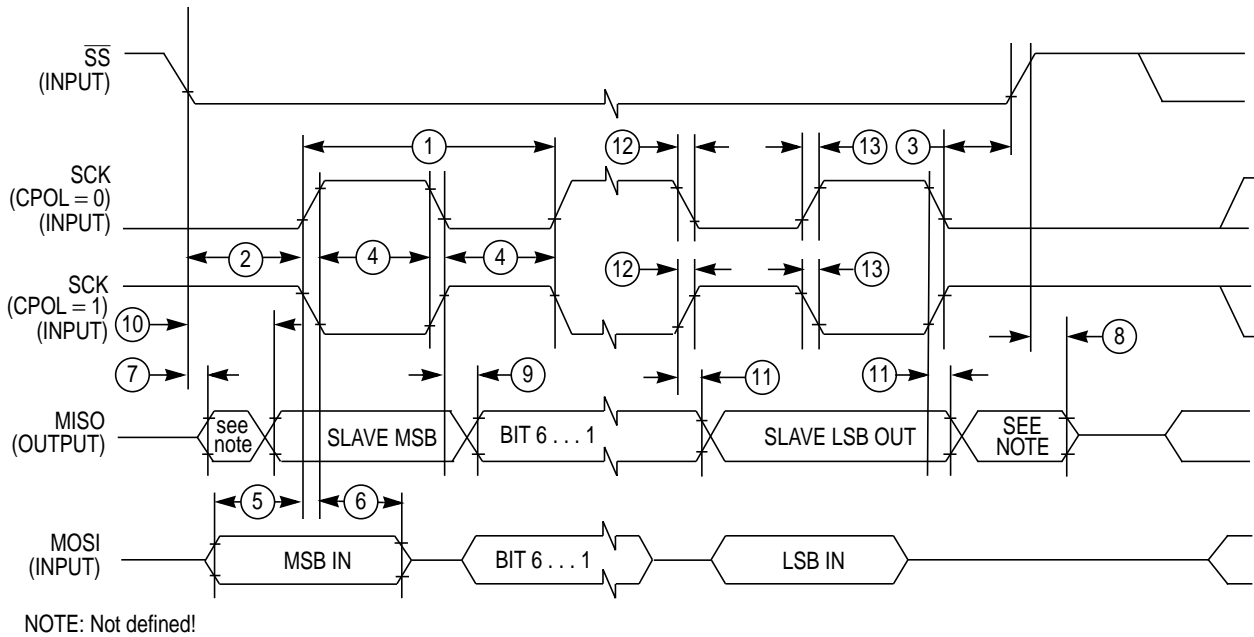 SS
(INPUT)
1
12
13
3
SCK
(CPOL = 0)
(INPUT)
2
4
4
12
13
SCK
(CPOL = 1)
(INPUT)
10
8
7
9
11
11
MISO
(OUTPUT)
see
note
SLAVE MSB
BIT 6 . . . 1
SLAVE LSB OUT
SEE
NOTE
5
6
MOSI
(INPUT)
MSB IN
BIT 6 . . . 1
LSB IN
NOTE: Not defined!